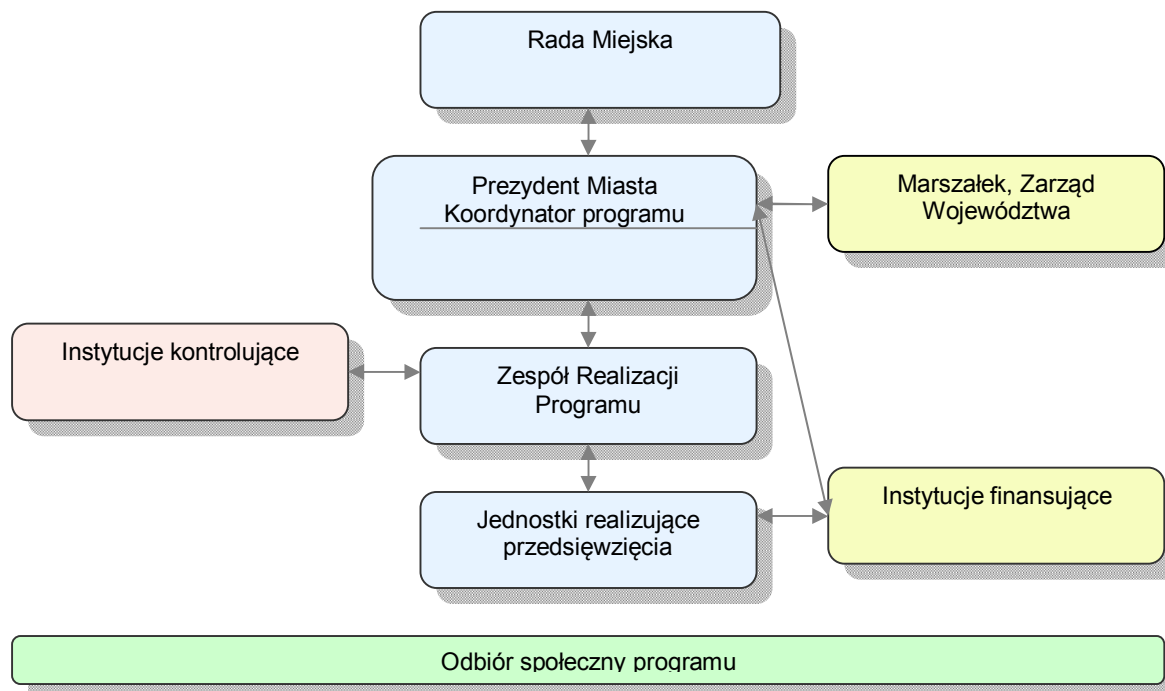 Rada Miejska
Prezydent Miasta
Koordynator programu
Marszałek, Zarząd
Województwa
Instytucje kontrolujące
Zespół Realizacji
Programu
Instytucje finansujące
Jednostki realizujące
przedsięwzięcia
Odbiór społeczny programu